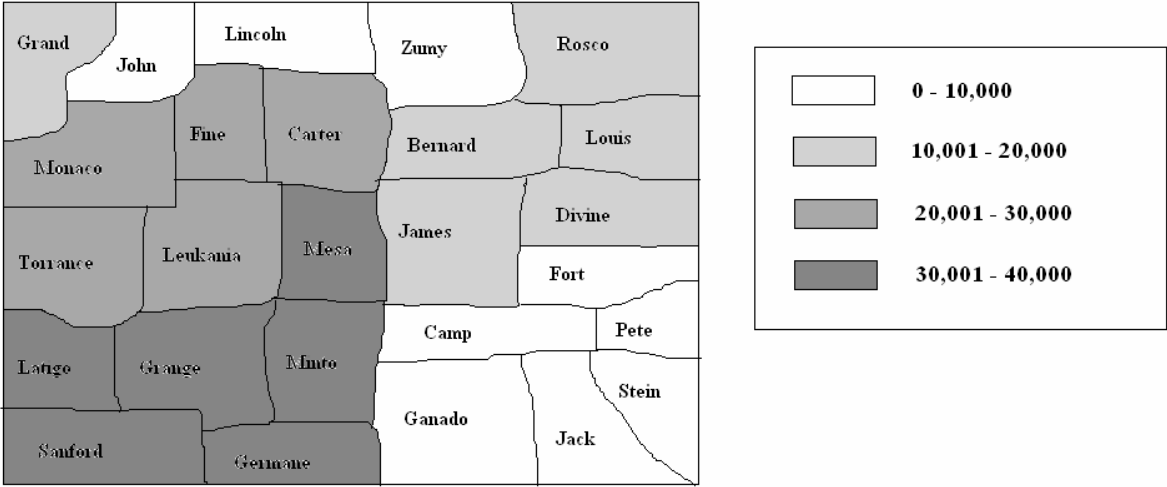 Grand
John
Lincoln
Zumy
Rosco
Monaco
Fine
Carter
Bernard
Louis
Torrance
Leukania
Mesa
James
Divine
Fort
Latigo
Grange
Minto
Camp
Pete
Sanford
Germane
Ganado
Jack
Stein
0 - 10,000
10,001 - 20,000
20,001 - 30,000
30,001 - 40,000